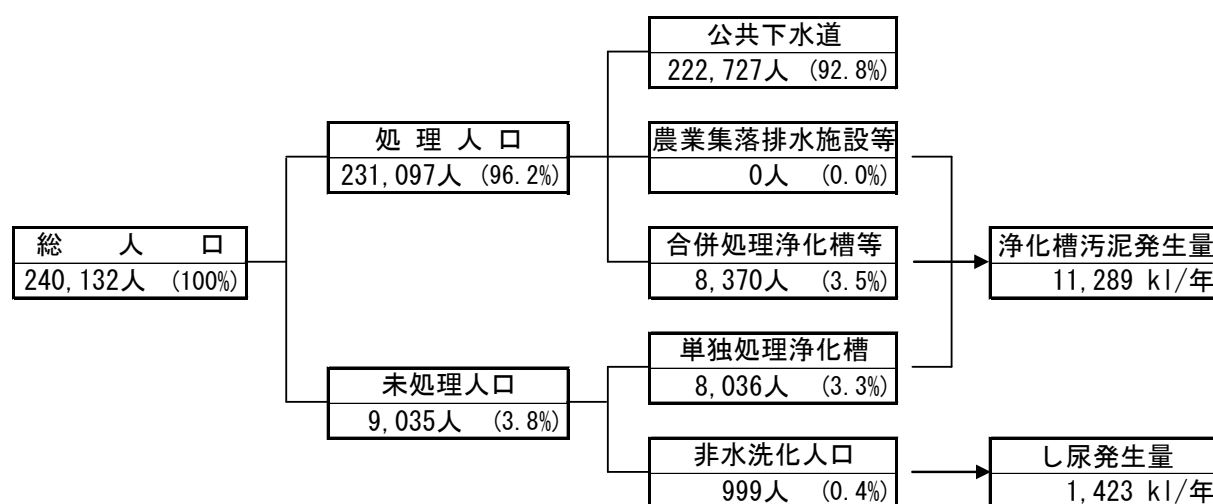 公共下水道
222,727人 (92.8%)
処 理 人 口
231,097人 (96.2%)
農業集落排水施設等
0人 (0.0%)
総 人 口
240,132人 (100%)
合併処理浄化槽等
8,370人 (3.5%)
浄化槽汚泥発生量
11,289 kl/年
未処理人口
9,035人 (3.8%)
単独処理浄化槽
8,036人 (3.3%)
非水洗化人口
999人 (0.4%)
し尿発生量
1,423 kl/年